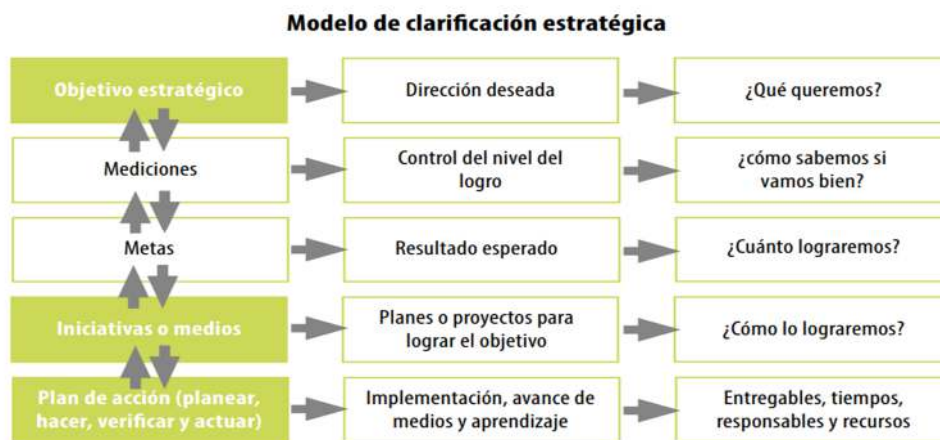 Modelo de clarificación estratégica
Objetivo estratégico
Dirección deseada
¿Qué queremos?
Mediciones
Control del nivel del
logro
¿cómo sabemos si
vamos bien?
Metas
Resultado esperado
¿Cuánto lograremos?
Iniciativas o medios
Planes o proyectos para
lograr el objetivo
¿Cómo lo lograremos?
Plan de acción (planear,
hacer, verificar y actuar)
Implementación, avance de
medios y aprendizaje
Entregables, tiempos,
responsables y recursos